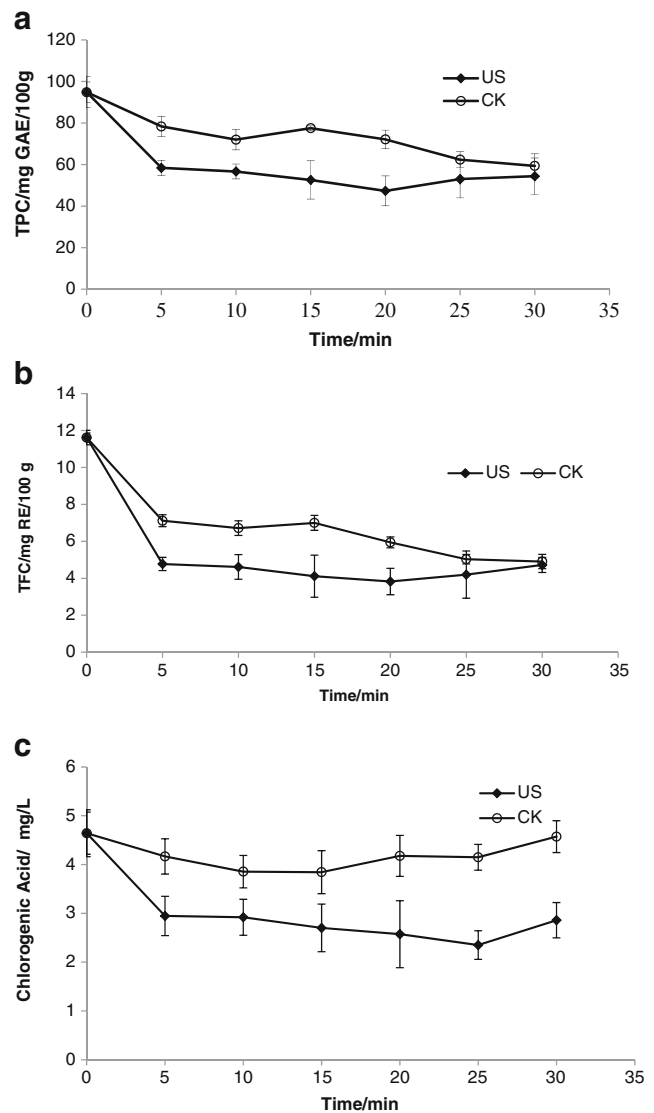 a
120
100
80
60
40
20
0
TPC/mg GAE/100g
US
CK
0 5 10 15 20 25 30 35
Time/min
b
14
12
10
8
6
4
2
0
TFC/mg RE/100 g
US CK
0 5 10 15 20 25 30 35
Time/min
c
6
5
4
3
2
1
0
Chlorogenic Acid/ mg/L
US
CK
0 5 10 15 20 25 30 35
Time/min